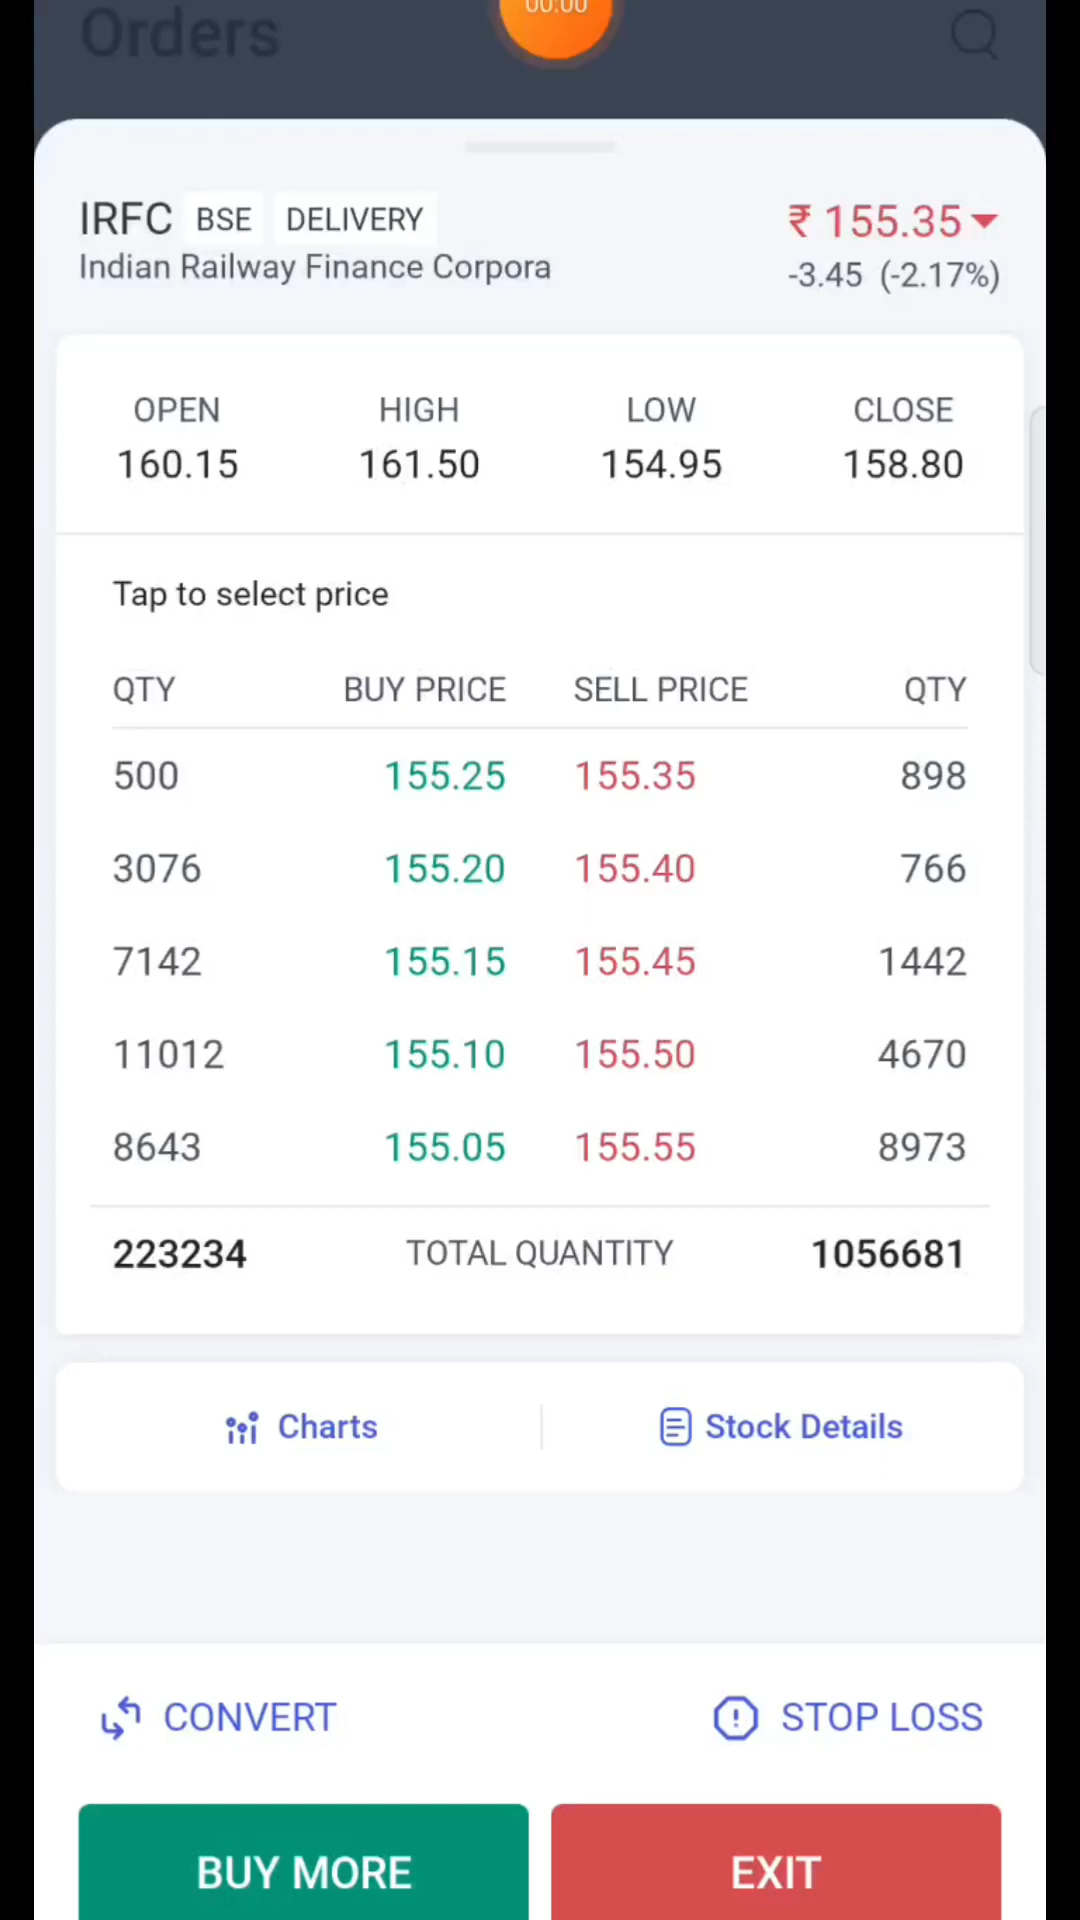 00:00
Orders
IRFC BSE DELIVERY ₹ 155.35
Indian Railway Finance Corpora -3.45 (-2.17%)
OPEN HIGH LOW CLOSE
160.15 161.50 154.95 158.80
Tap to select price
QTY BUY PRICE SELL PRICE QTY
500 155.25 155.35 898
3076 155.20 155.40 766
7142 155.15 155.45 1442
11012 155.10 155.50 4670
8643 155.05 155.55 8973
223234 TOTAL QUANTITY 1056681
Charts Stock Details
CONVERT STOP LOSS
BUY MORE EXIT